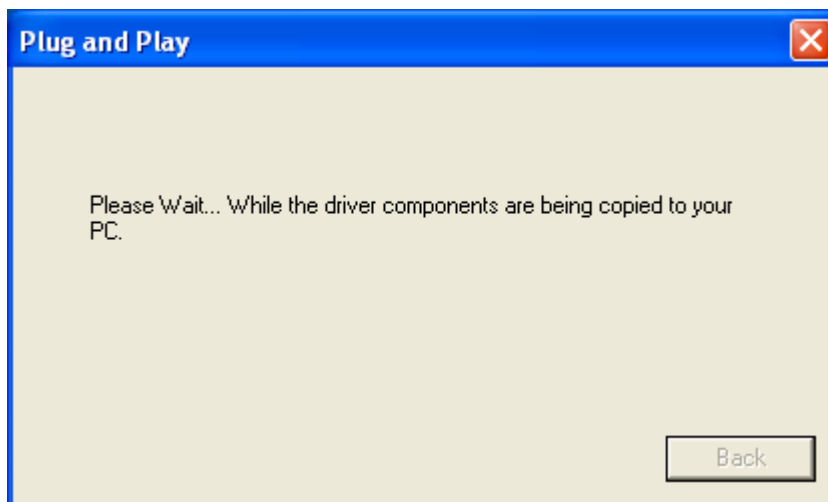 Plug and Play
Please Wait... While the driver components are being copied to your
PC.
Back